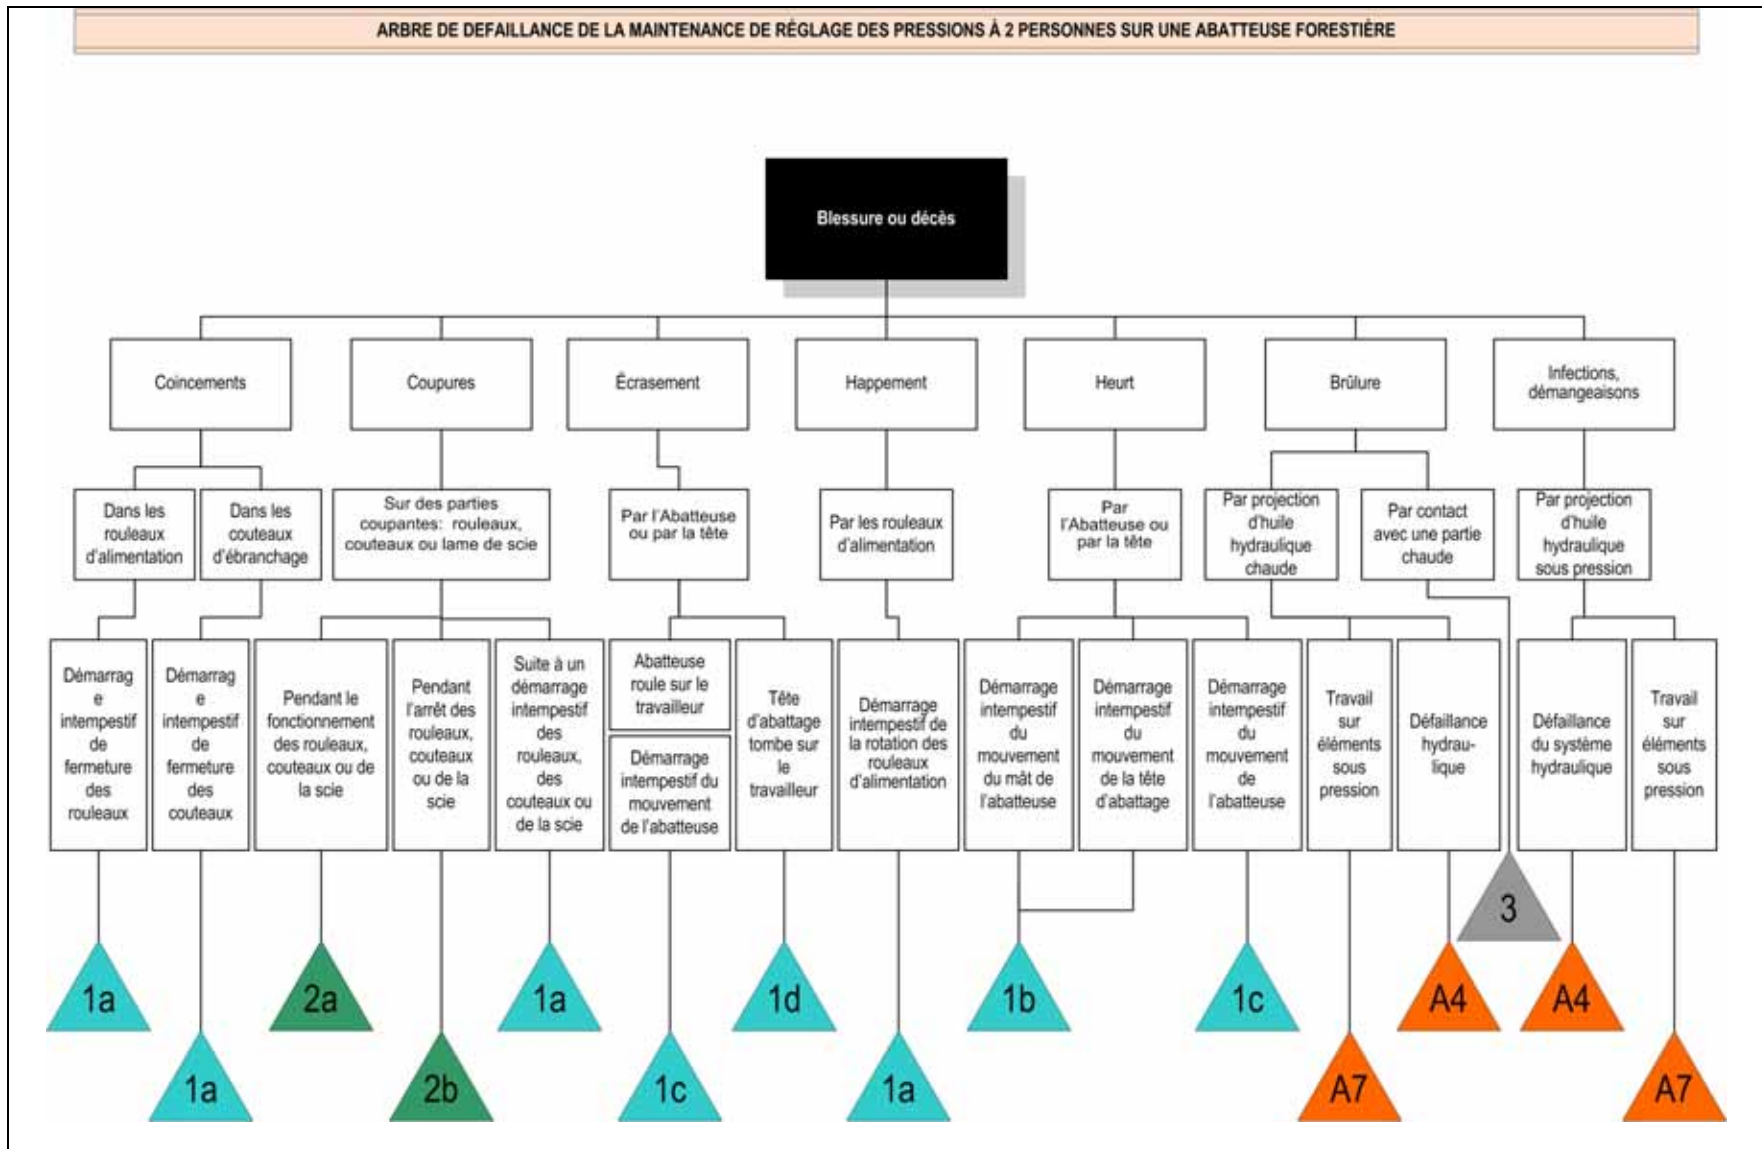 ARBRE DE DEFAILLANCE DE LA MAINTENANCE DE RÉGLAGE DES PRESSIONS À 2 PERSONNES SUR UNE ABATTEUSE FORESTIÈRE
Blessure ou décès
Coincements
Coupures
Écrasement
Happement
Heurt
Brûlure
Infections,
démangeaisons
Dans les
rouleaux
d'alimentation
Dans les
couteaux
d'ébranchage
Sur des parties
coupantes: rouleaux,
couteaux ou lame de scie
Par l'Abatteuse
ou par la tête
Par les rouleaux
d'alimentation
Par
l'Abatteuse ou
par la tête
Par projection
d'huile
hydraulique
chaude
Par contact
avec une partie
chaude
Par projection
d'huile
hydraulique
sous pression
Démarrag
e
intempestif
de
fermeture
des
rouleaux
Démarrag
e
intempestif
de
fermeture
des
couteaux
Pendant le
fonctionnement
des rouleaux,
couteaux ou de
la scie
Pendant
l'arrêt des
rouleaux,
couteaux
ou de la
scie
Suite à un
démarrage
intempestif
des
rouleaux,
des
couteaux ou
de la scie
Abatteuse
roule sur le
travailleur
Démarrage
intempestif du
mouvement
de l'abatteuse
Tête
d'abattage
tombe sur
le
travailleur
Démarrage
intempestif de
la rotation des
rouleaux
d'alimentation
Démarrage
intempestif
du
mouvement
du mât de
l'abatteuse
Démarrage
intempestif
du
mouvement
de la tête
d'abattage
Démarrage
intempestif
du
mouvement
de
l'abatteuse
Travail
sur
éléments
sous
pression
Défaillance
hydrau-
lique
Défaillance
du système
hydraulique
Travail
sur
éléments
sous
pression
3
1a
2a
1a
1d
1b
1c
A4
A4
1a
2b
1c
1a
A7
A7